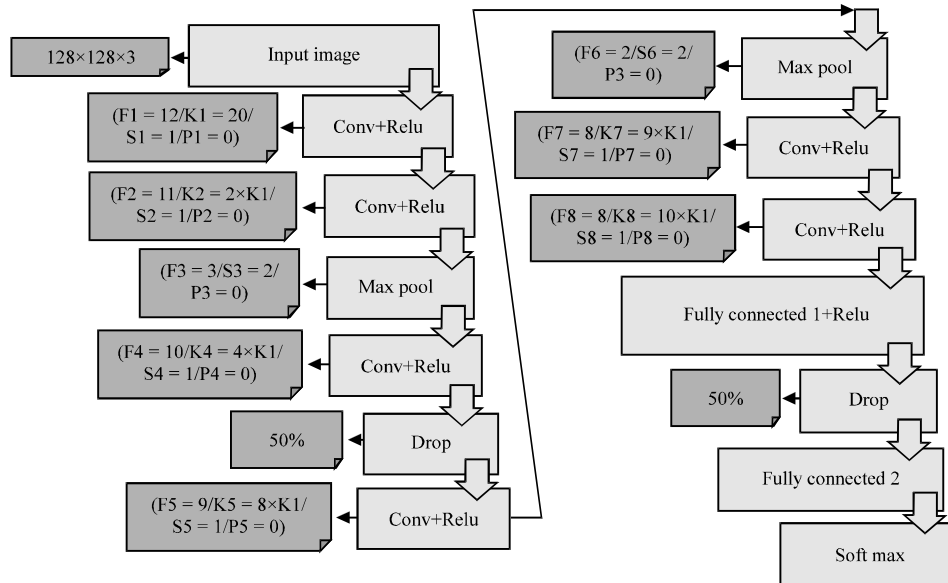 128×128×3
Input image
(F1 = 12/K1 = 20/
S1 = 1/P1 = 0)
Conv+Relu
(F2 = 11/K2 = 2×K1/
S2 = 1/P2 = 0)
Conv+Relu
(F3 = 3/S3 = 2/
P3 = 0)
Max pool
(F4 = 10/K4 = 4×K1/
S4 = 1/P4 = 0)
Conv+Relu
50%
Drop
(F5 = 9/K5 = 8×K1/
S5 = 1/P5 = 0)
Conv+Relu
(F6 = 2/S6 = 2/
P3 = 0)
Max pool
(F7 = 8/K7 = 9×K1/
S7 = 1/P7 = 0)
Conv+Relu
(F8 = 8/K8 = 10×K1/
S8 = 1/P8 = 0)
Conv+Relu
Fully connected 1+Relu
50%
Drop
Fully connected 2
Soft max